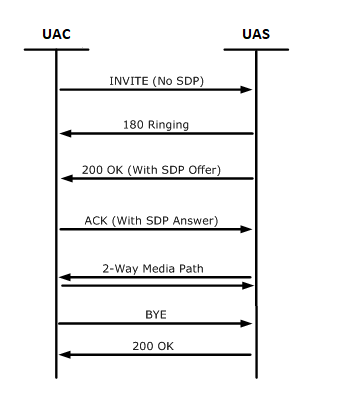 UAC
UAS
INVITE (No SDP)
180 Ringing
200 OK (With SDP Offer)
ACK (With SDP Answer)
2-Way Media Path
BYE
200 OK